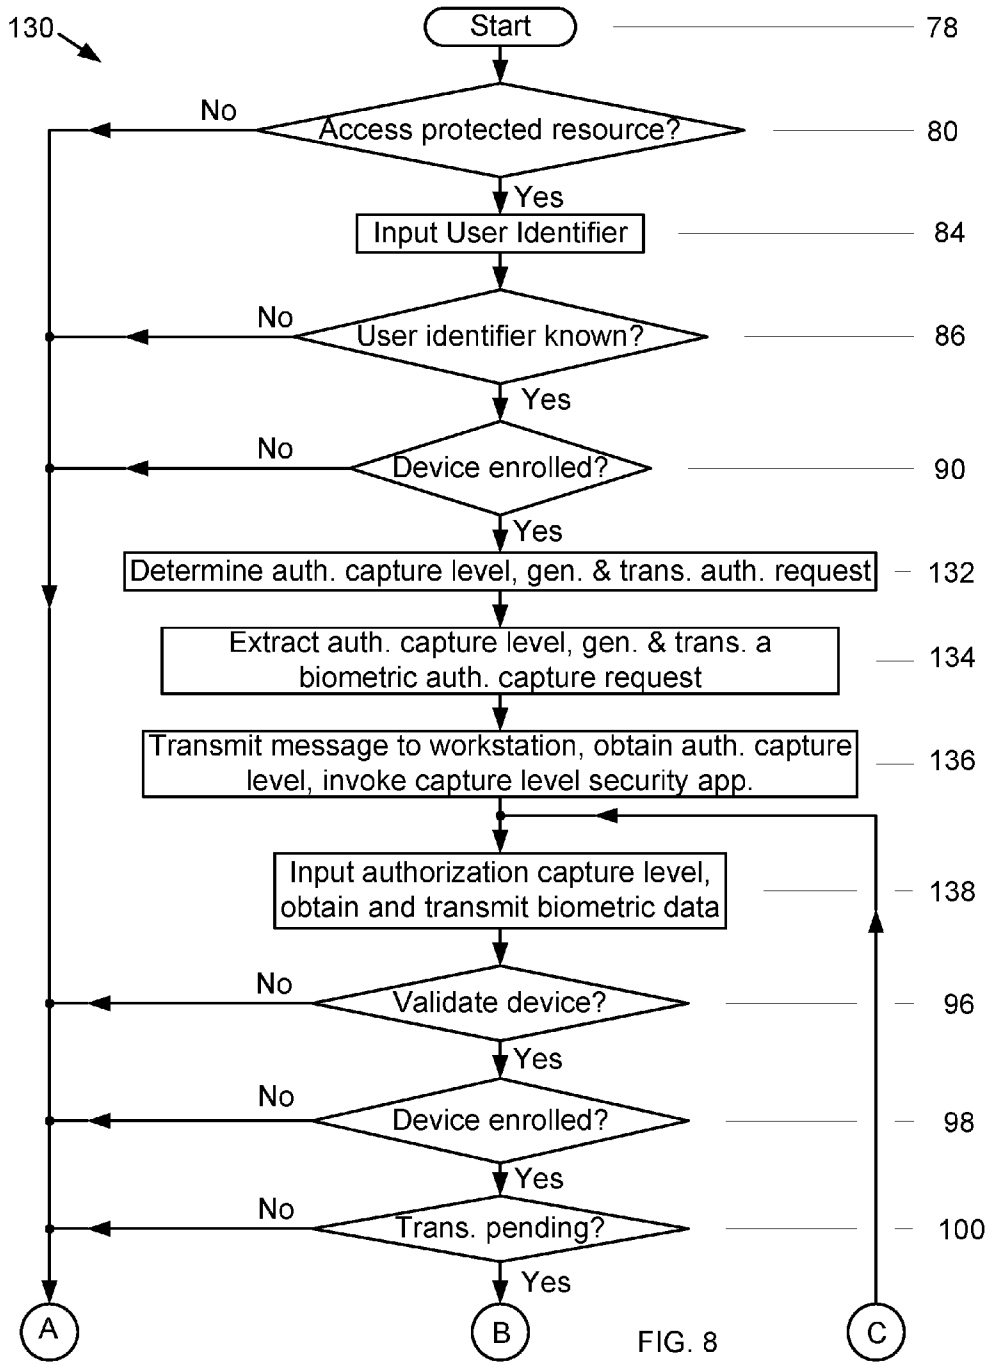 130
Start
78
No
Access protected resource?
80
Yes
Input User Identifier
84
No
User identifier known?
86
Yes
No
Device enrolled?
90
Yes
Determine auth. capture level, gen. & trans. auth. request
132
Extract auth. capture level, gen. & trans. a
biometric auth. capture request
134
Transmit message to workstation, obtain auth. capture
level, invoke capture level security app.
136
Input authorization capture level,
obtain and transmit biometric data
138
No
Validate device?
96
Yes
No
Device enrolled?
98
Yes
No
Trans. pending?
100
Yes
A
B
C
FIG. 8